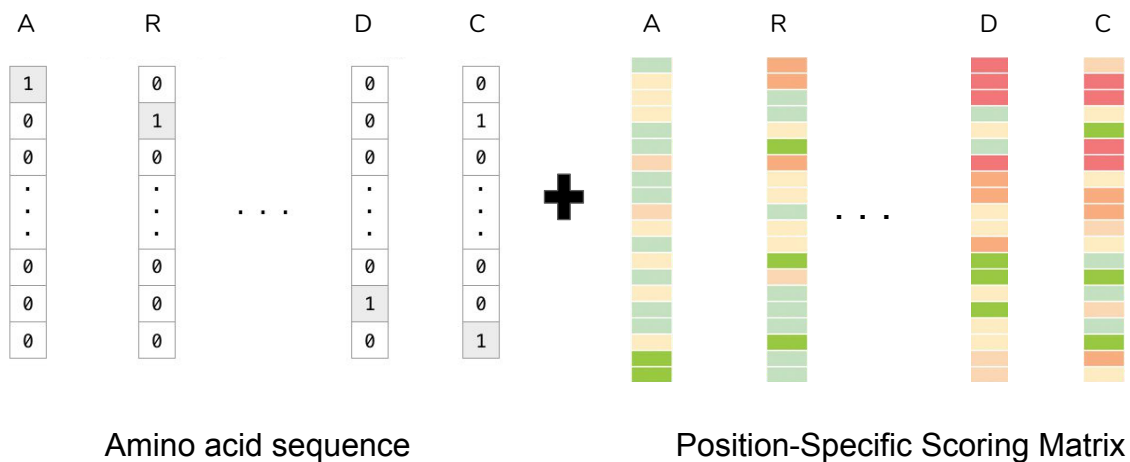 A R D C A R D C
1 0 0 0
0 1 0 1
0 0 0 0
. . . .
. . . . . . . . . .
. . . .
0 0 0 0
0 0 1 0
0 0 0 1
Amino acid sequence Position-Specific Scoring Matrix